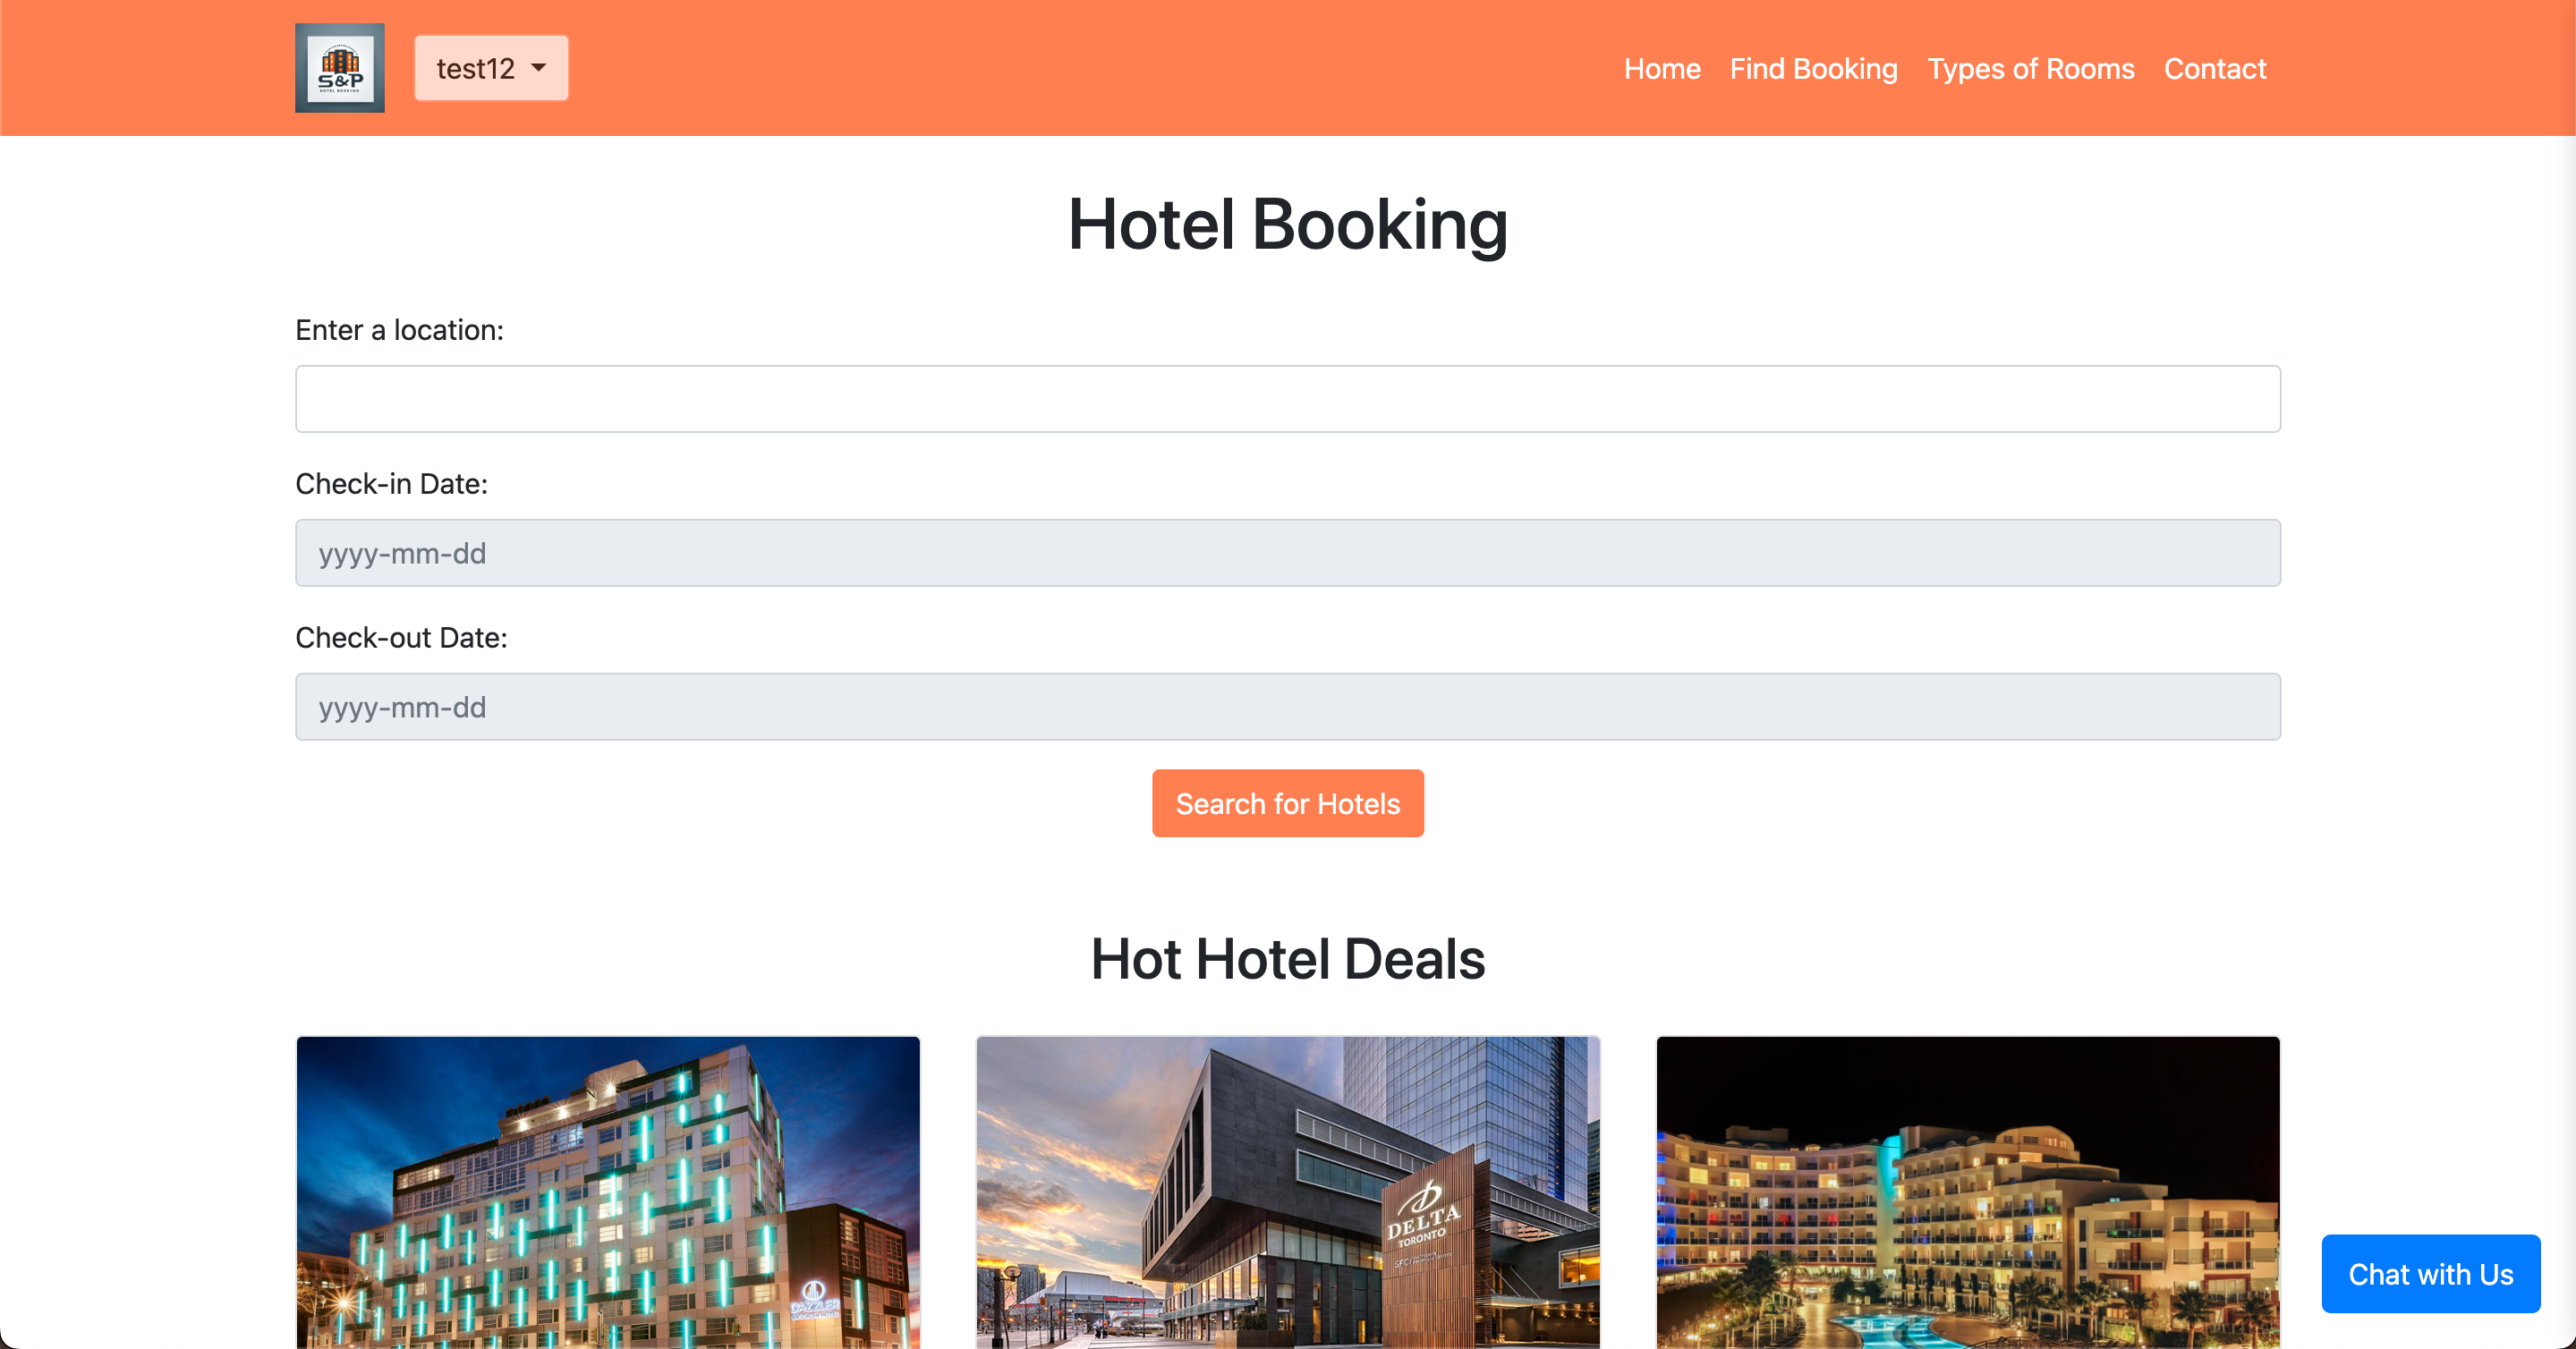 S&P
HOTEL BOOKING
test12
Home Find Booking Types of Rooms Contact
Hotel Booking
Enter a location:
Check-in Date:
yyyy-mm-dd
Check-out Date:
yyyy-mm-dd
Search for Hotels
Hot Hotel Deals
DAZZLER
DELTA
TORONTO
Chat with Us